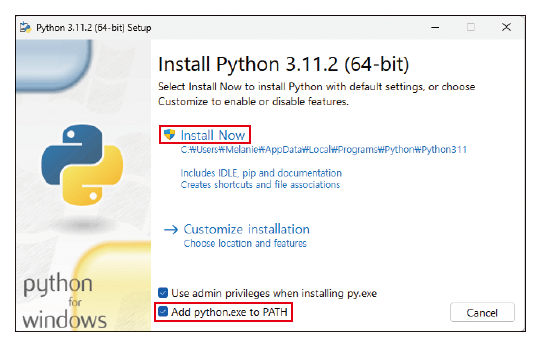 Python 3.11.2 (64-bit) Setup
Install Python 3.11.2 (64-bit)
Select Install Now to install Python with default settings, or choose
Customize to enable or disable features.
Install Now
C:₩Users₩Melanie₩AppData₩Local₩Programs₩Python₩Python311
Includes IDLE, pip and documentation
Creates shortcuts and file associations
→ Customize installation
Choose location and features
python
for
windows
Use admin privileges when installing py.exe
Add python.exe to PATH
Cancel